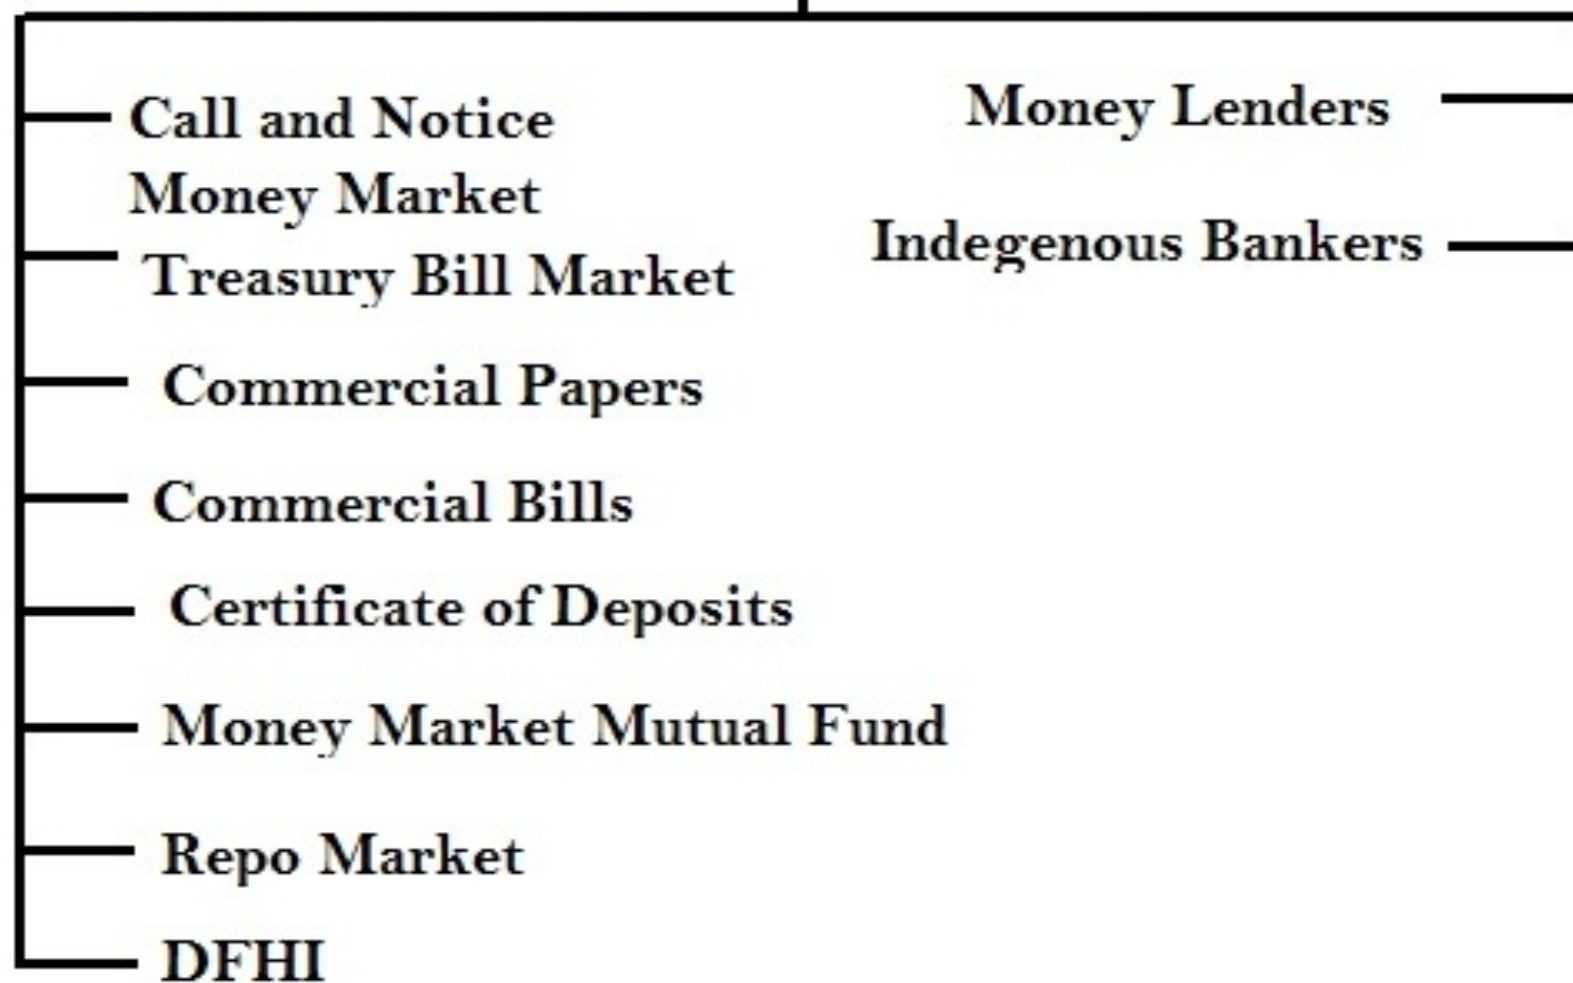 Call and Notice
Money Market
Treasury Bill Market
Commercial Papers
Commercial Bills
Certificate of Deposits
Money Market Mutual Fund
Repo Market
DFHI
Money Lenders
Indegenous Bankers